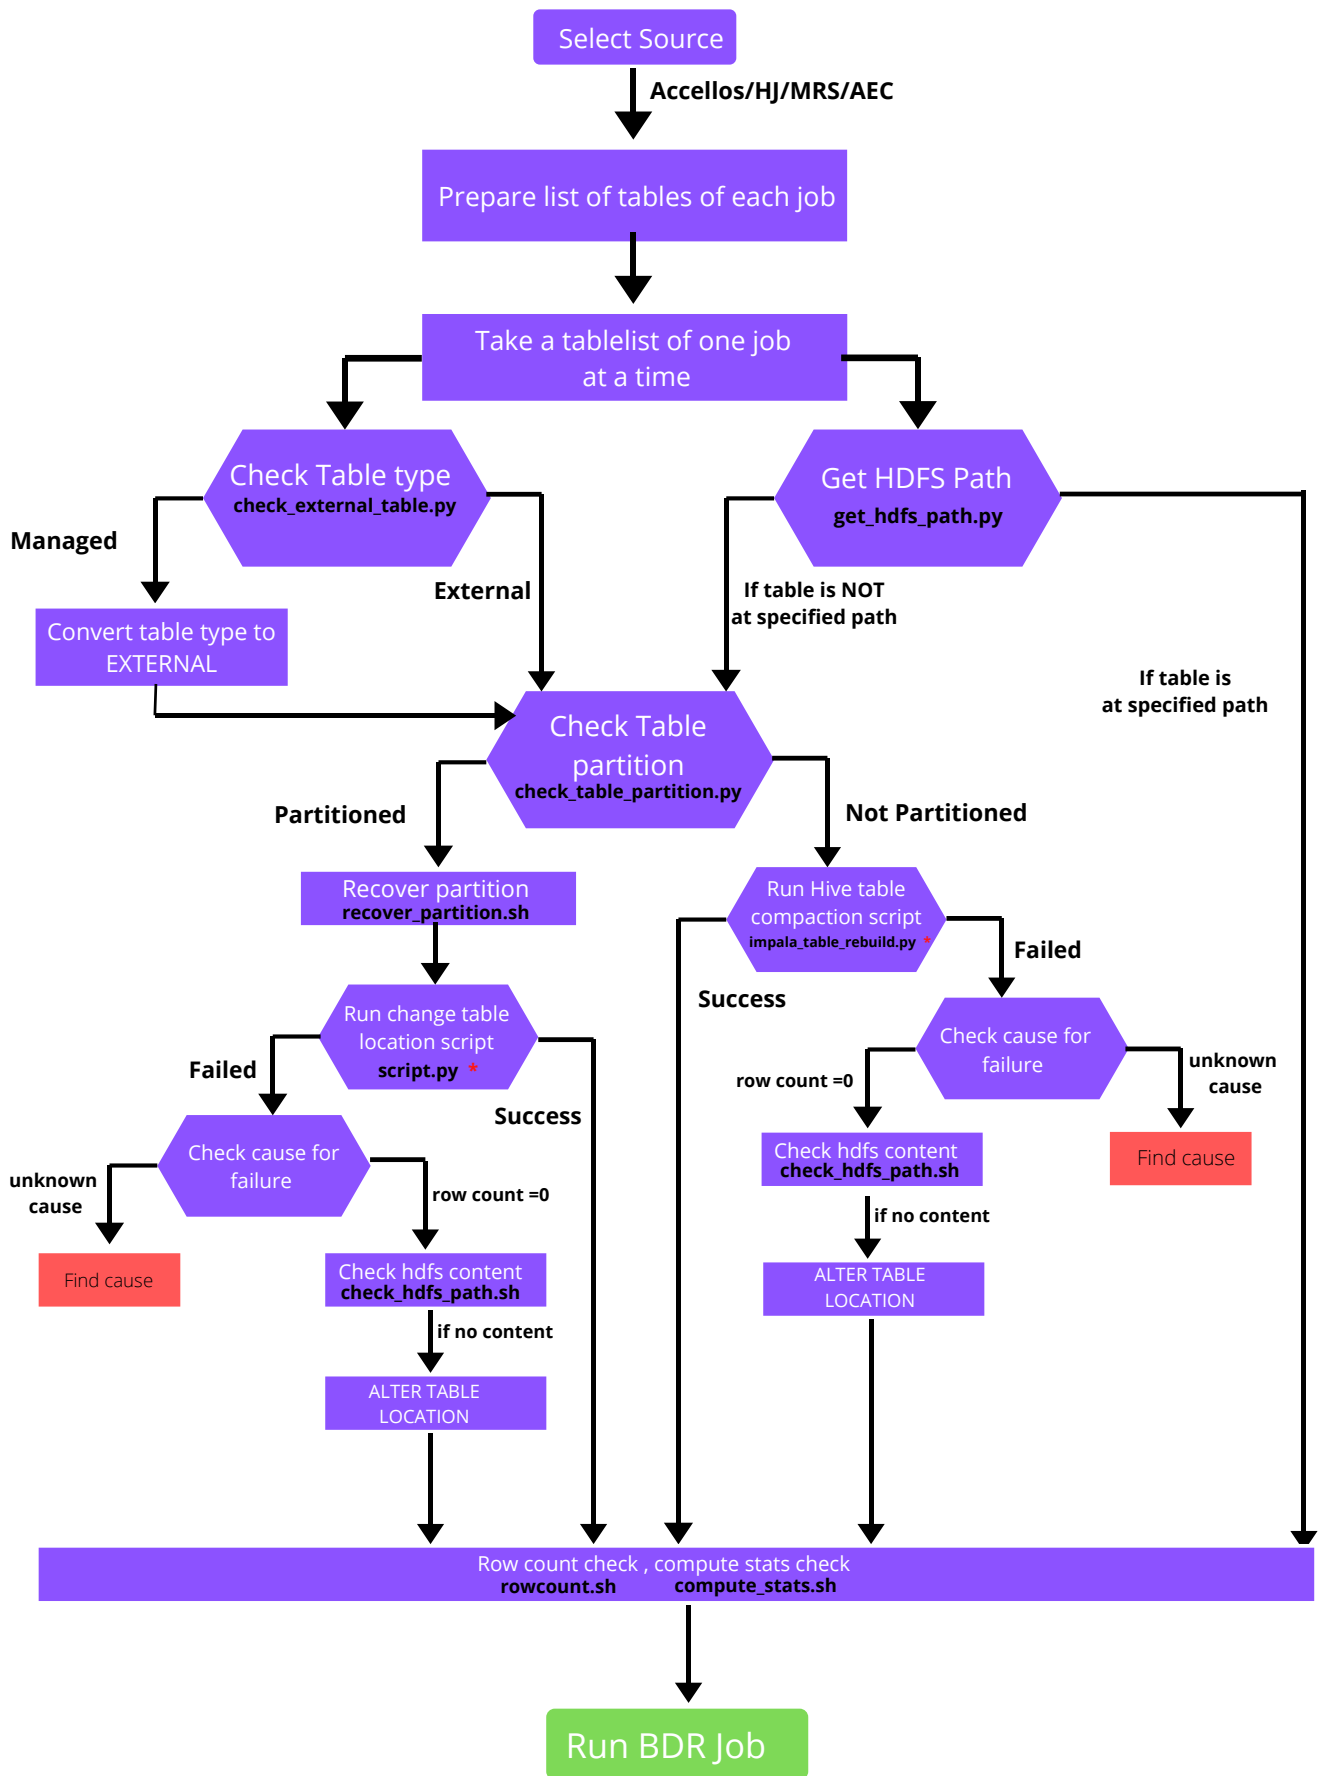 Select Source
Accellos/HJ/MRS/AEC
Prepare list of tables of each job
Take a tablelist of one job
at a time
Check Table type
check_external_table.py
Get HDFS Path
get_hdfs_path.py
Managed
External
If table is NOT
at specified path
Convert table type to
EXTERNAL
If table is
at specified path
Check Table
partition
check_table_partition.py
Partitioned
Not Partitioned
Recover partition
recover_partition.sh
Run Hive table
compaction script
impala_table_rebuild.py *
Failed
Success
Run change table
location script
script.py *
Check cause for
failure
Failed
Success
row count =0
unknown
cause
Check hdfs content
check_hdfs_path.sh
Find cause
Check cause for
failure
unknown
cause
row count =0
if no content
Find cause
Check hdfs content
check_hdfs_path.sh
ALTER TABLE
LOCATION
if no content
ALTER TABLE
LOCATION
Row count check , compute stats check
rowcount.sh compute_stats.sh
Run BDR Job